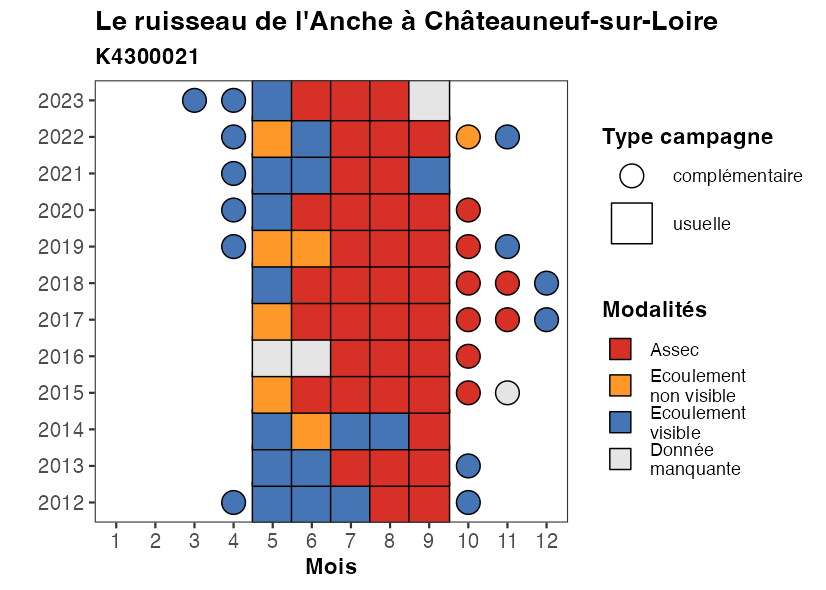 Le ruisseau de l'Anche à Châteauneuf-sur-Loire
K4300021
2023
2022
2021
2020
2019
2018
2017
2016
2015
2014
2013
2012
1 2 3 4 5 6 7 8 9 10 11 12
Mois
Type campagne
complémentaire
usuelle
Modalités
Assec
Ecoulement
non visible
Ecoulement
visible
Donnée
manquante